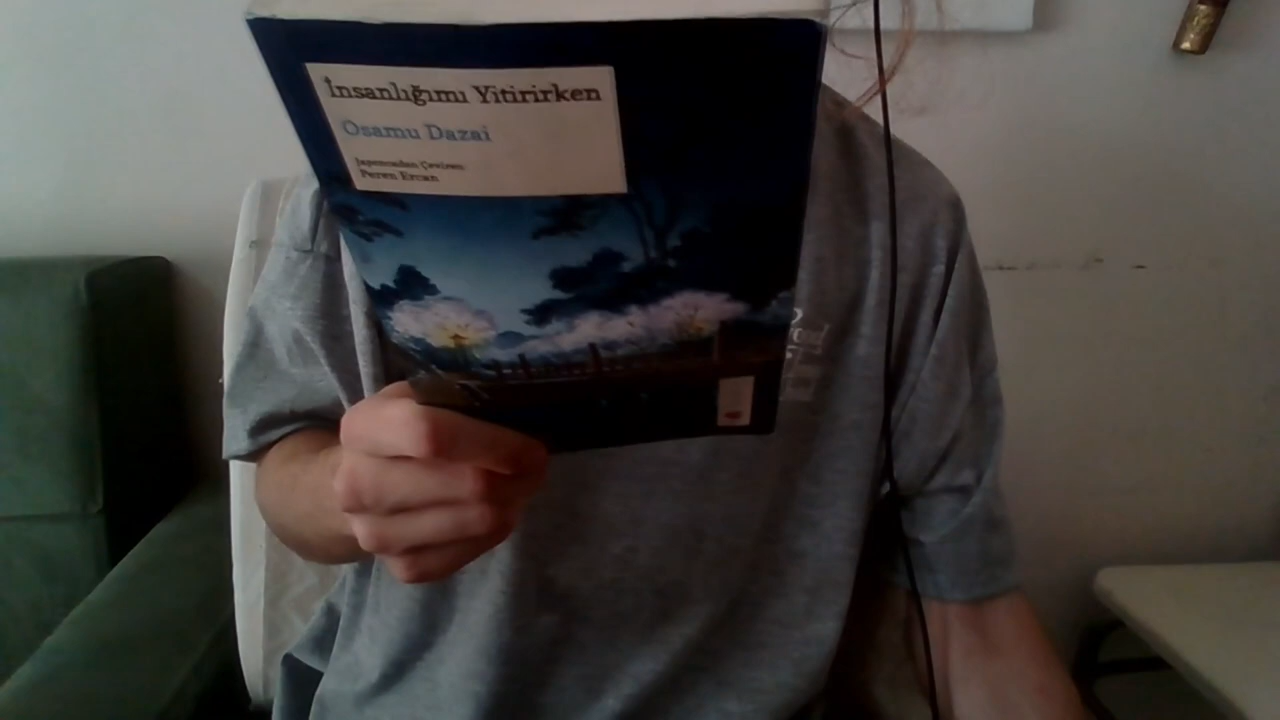 İnsanlığımı Yitirirken
Osamu Dazai
Japoncadan Çeviren:
Peren Ercan